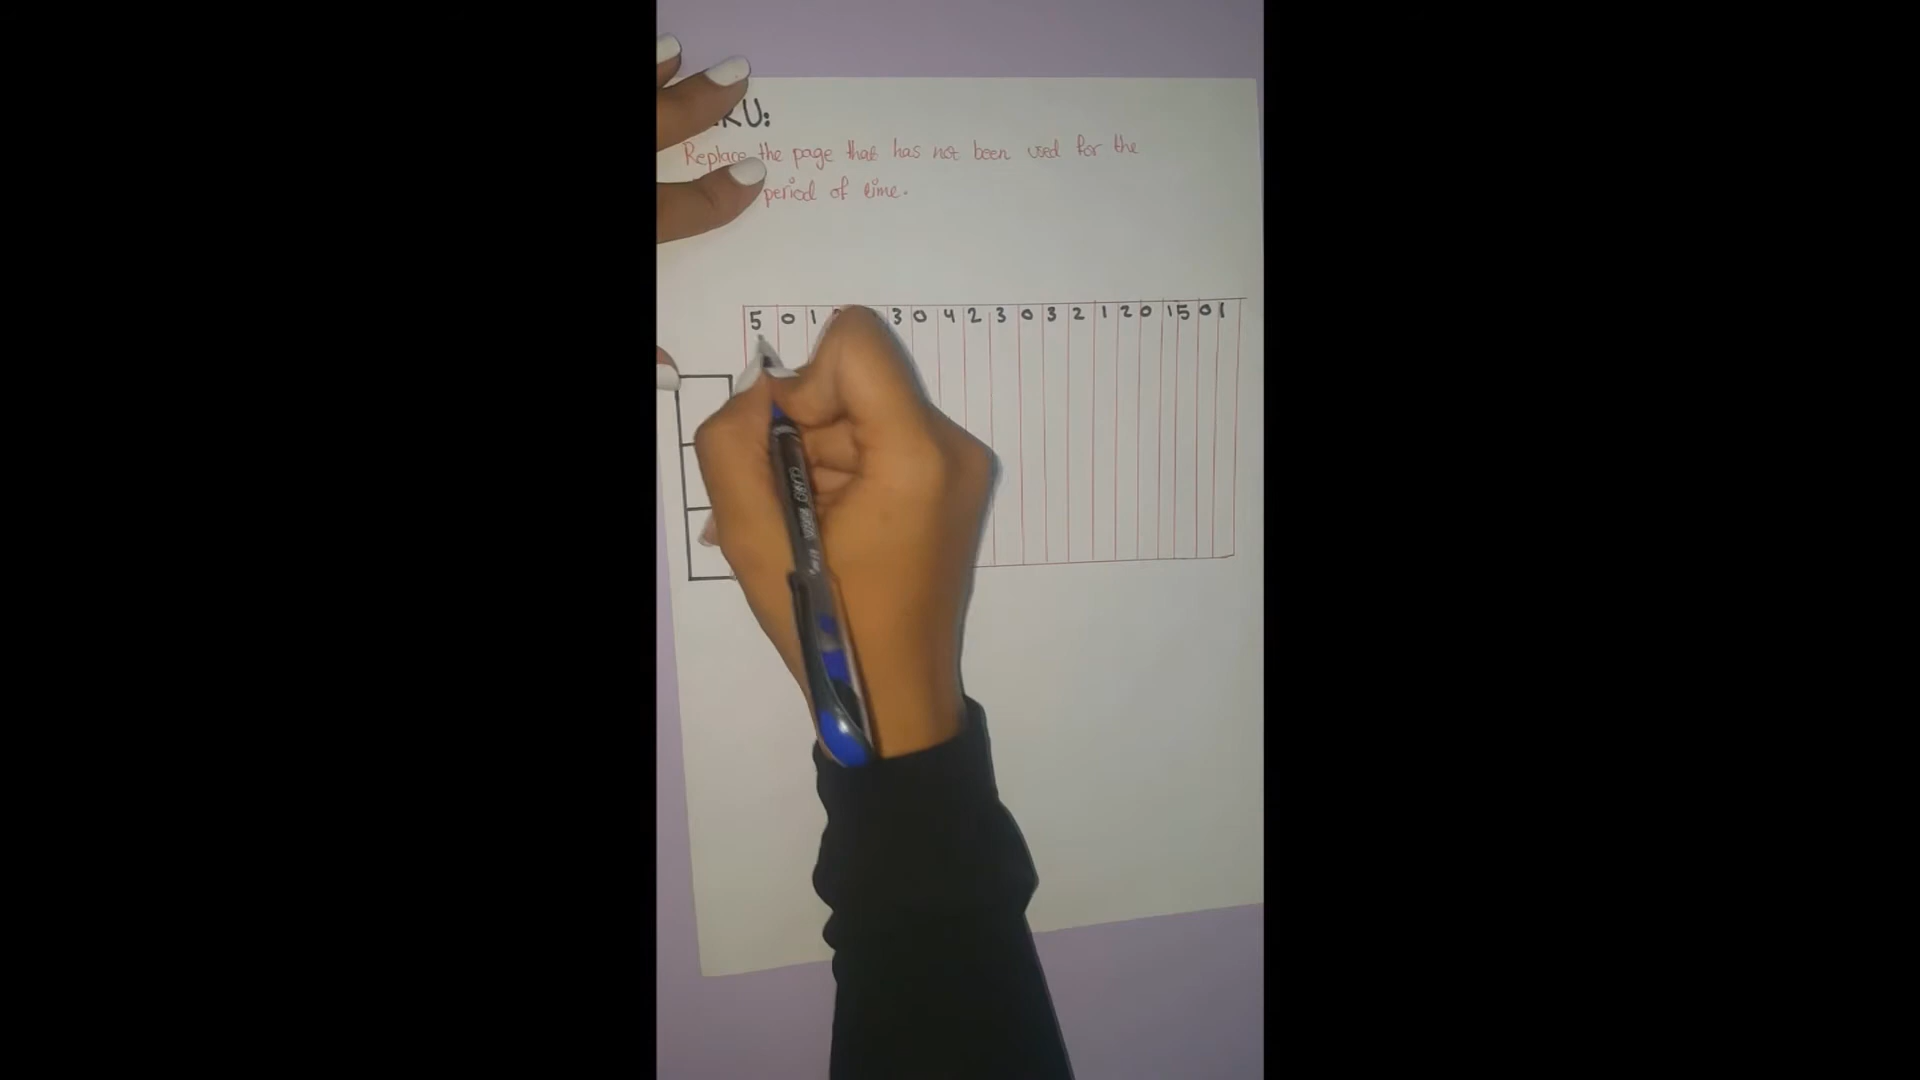 RU:
Replace the page that has not been used for the
period of time.
5 0 1 3 0 4 2 3 0 3 2 1 2 0 1 5 0 1